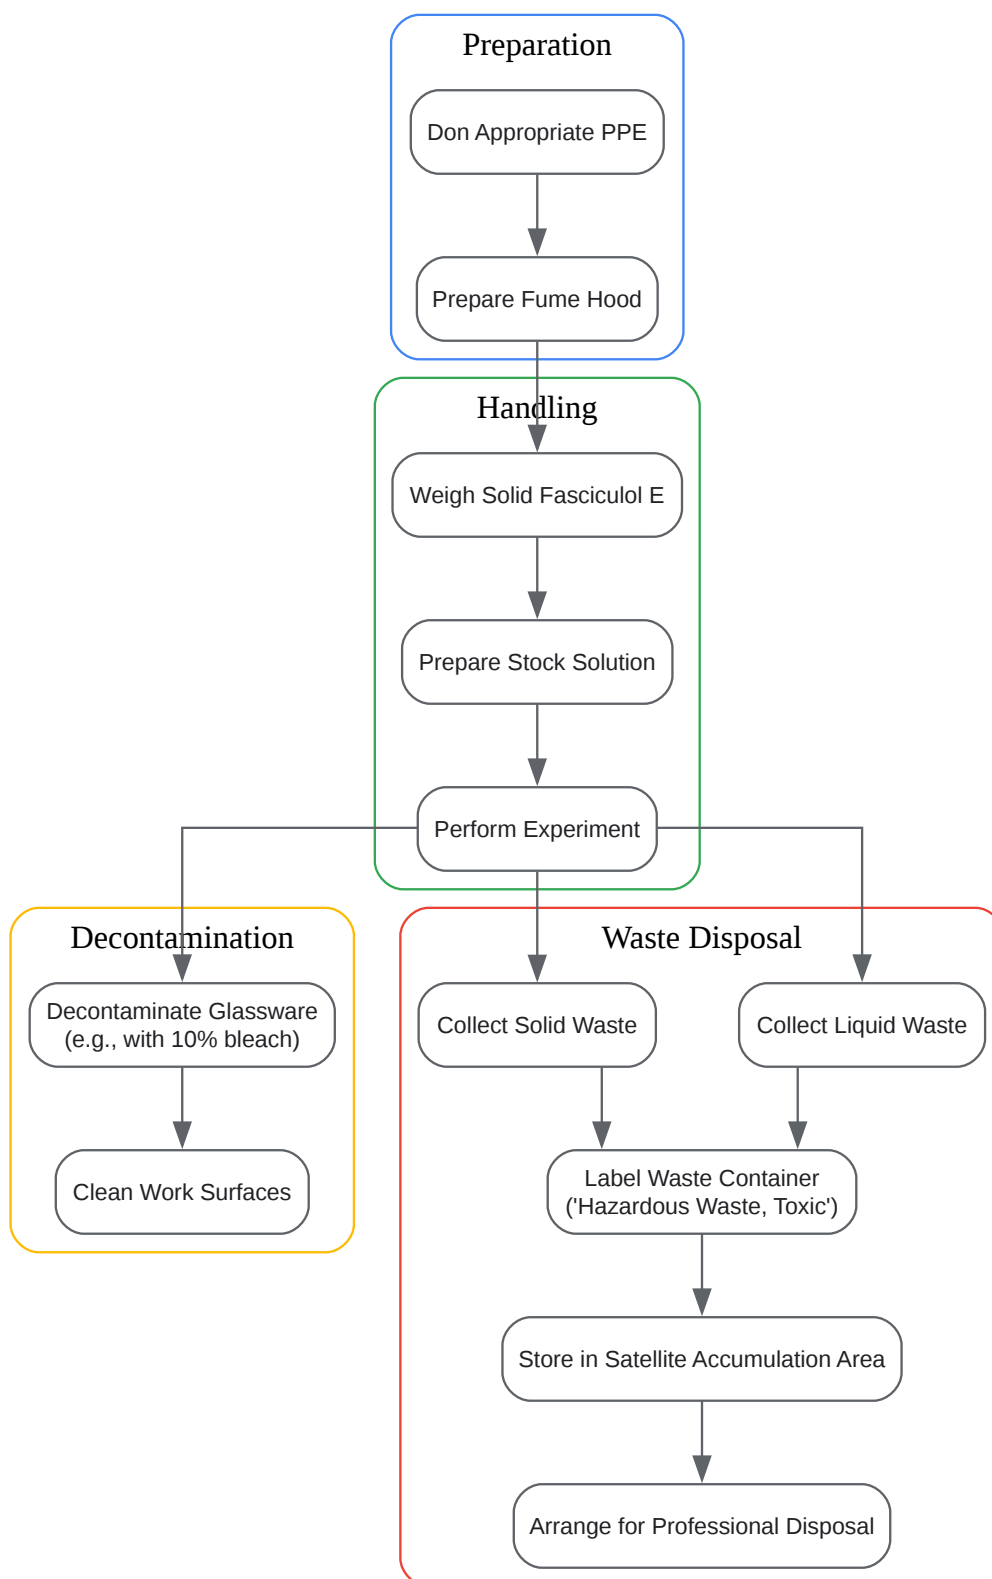 Preparation
Don Appropriate PPE
Prepare Fume Hood
Handling
Weigh Solid Fasciculol E
Prepare Stock Solution
Perform Experiment
Decontamination
Decontaminate Glassware
(e.g., with 10% bleach)
Clean Work Surfaces
Waste Disposal
Collect Solid Waste
Collect Liquid Waste
Label Waste Container
('Hazardous Waste, Toxic')
Store in Satellite Accumulation Area
Arrange for Professional Disposal